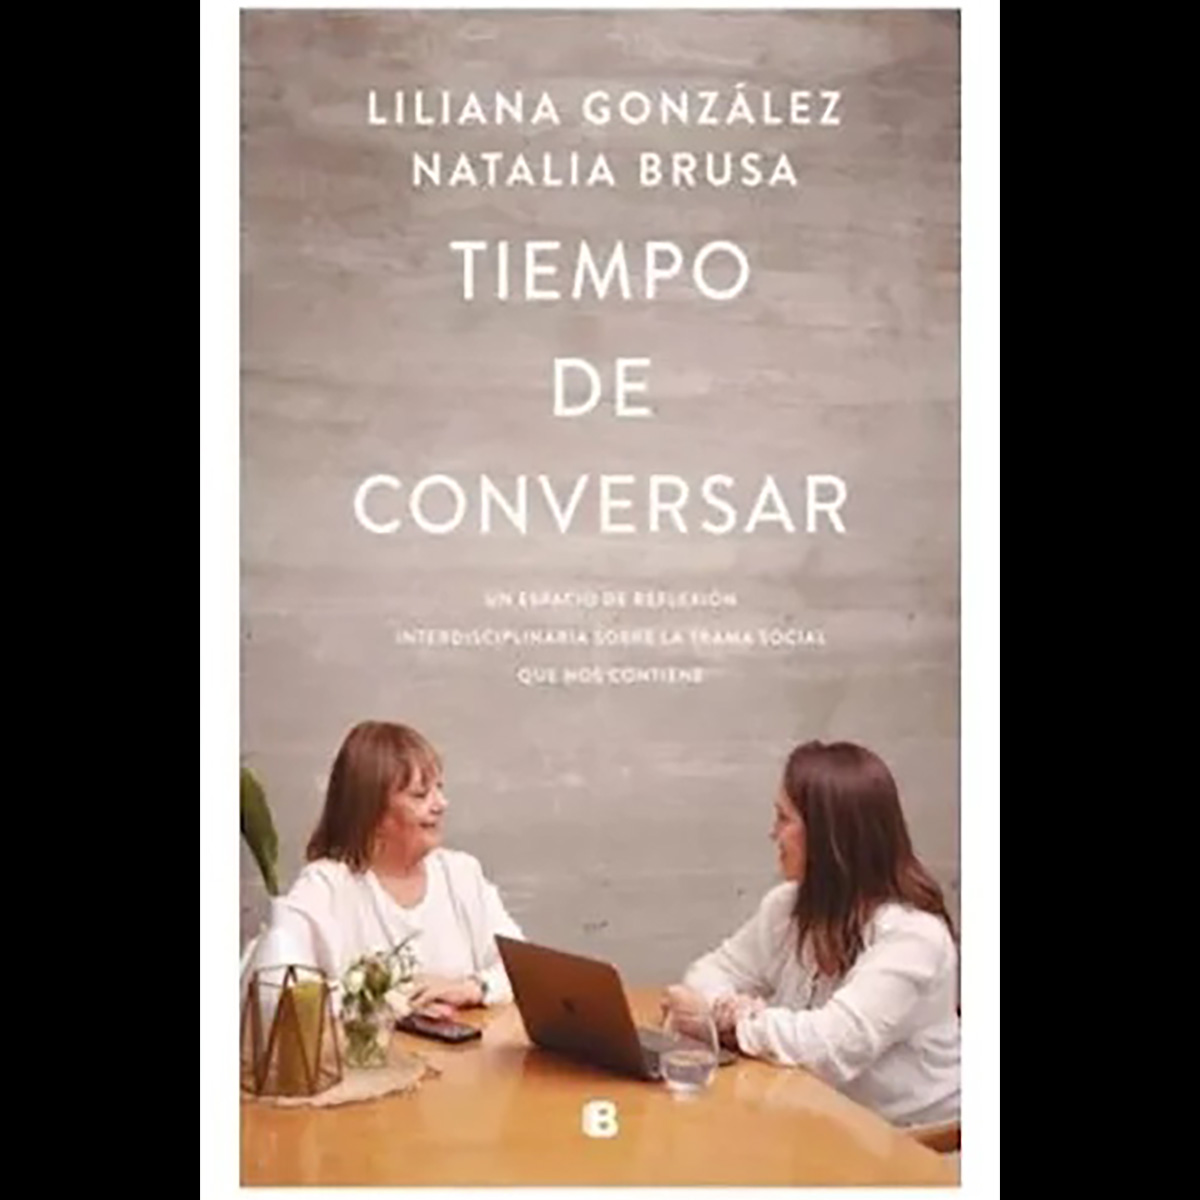 LILIANA GONZÁLEZ
NATALIA BRUSA
TIEMPO
DE
CONVERSAR
UN ESPACIO DE REFLEXIÓN
INTERDISCIPLINARIA SOBRE LA TRAMA SOCIAL
QUE NOS CONTIENE
B